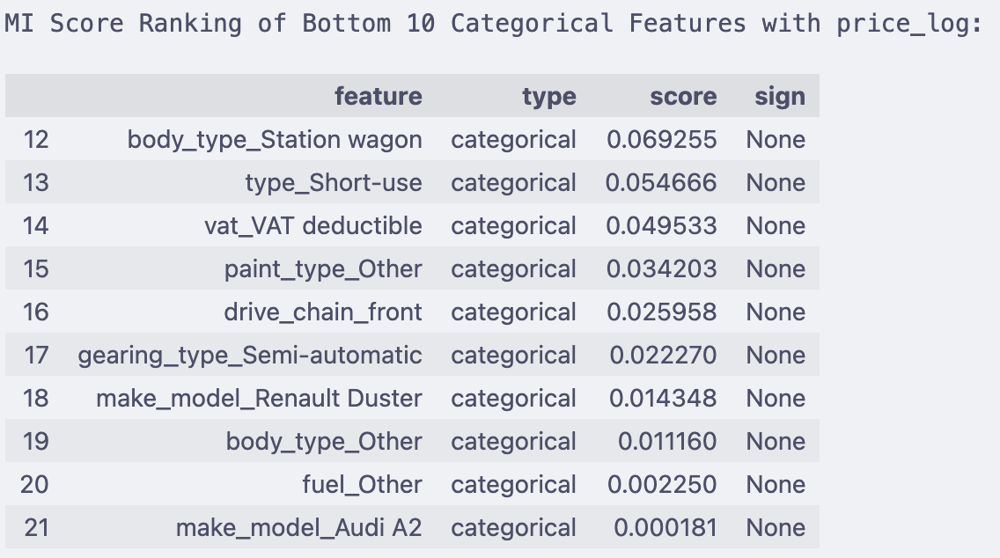 MI Score Ranking of Bottom 10 Categorical Features with price_log:
feature type score sign
12 body_type_Station wagon categorical 0.069255 None
13 type_Short-use categorical 0.054666 None
14 vat_VAT deductible categorical 0.049533 None
15 paint_type_Other categorical 0.034203 None
16 drive_chain_front categorical 0.025958 None
17 gearing_type_Semi-automatic categorical 0.022270 None
18 make_model_Renault Duster categorical 0.014348 None
19 body_type_Other categorical 0.011160 None
20 fuel_Other categorical 0.002250 None
21 make_model_Audi A2 categorical 0.000181 None